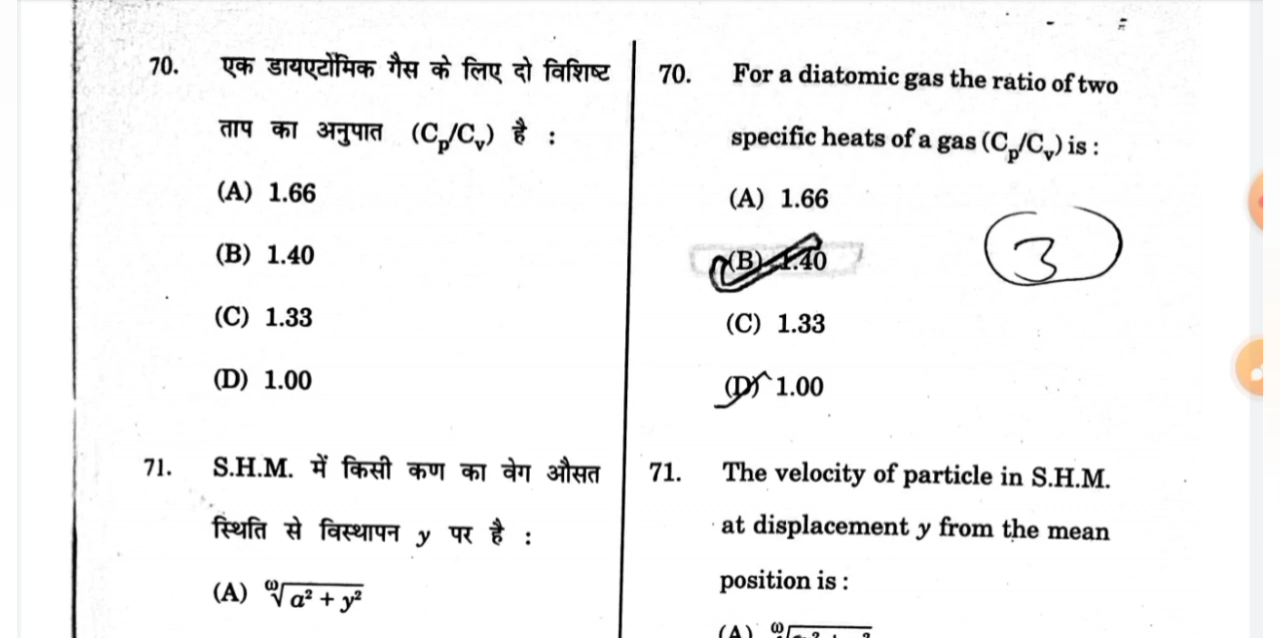 70. एक डायएटोंमिक गैस के लिए दो विशिष्ट
ताप का अनुपात (Cp/Cv) है :
(A) 1.66
(B) 1.40
(C) 1.33
(D) 1.00
71. S.H.M. में किसी कण का वेग औसत
स्थिति से विस्थापन y पर है :
(A) ω√a² + y²
70. For a diatomic gas the ratio of two
specific heats of a gas (Cp/Cv) is :
(A) 1.66
(B) 1.40
(C) 1.33
(D) 1.00
3
71. The velocity of particle in S.H.M.
at displacement y from the mean
position is :
(A)